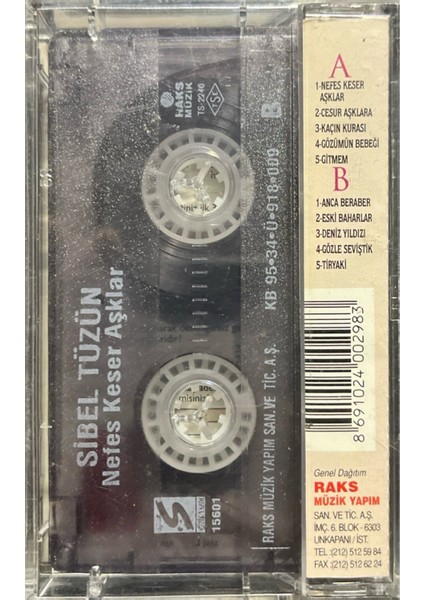 RAKS
MÜZİK
TS-2246
TSE
B
SİBEL TÜZÜN
Nefes Keser Aşklar
15601
RAKS MÜZİK YAPIM SAN.VE TİC. A.Ş.
KB 95•34•Ü•918•009
misiniz
A
1-NEFES KESER
AŞKLAR
2-CESUR AŞKLARA
3-KAÇIN KURASI
4-GÖZÜMÜN BEBEĞİ
5-GİTMEM
B
1-ANCA BERABER
2-ESKİ BAHARLAR
3-DENİZ YILDIZI
4-GÖZLE SEVİŞTİK
5-TİRYAKİ
8 691024 002983
Genel Dağıtım
RAKS
MÜZİK YAPIM
SAN. VE TİC. A.Ş.
İMÇ. 6. BLOK - 6303
UNKAPANI / İST.
TEL :(212) 512 59 84
FAX :(212) 512 62 24